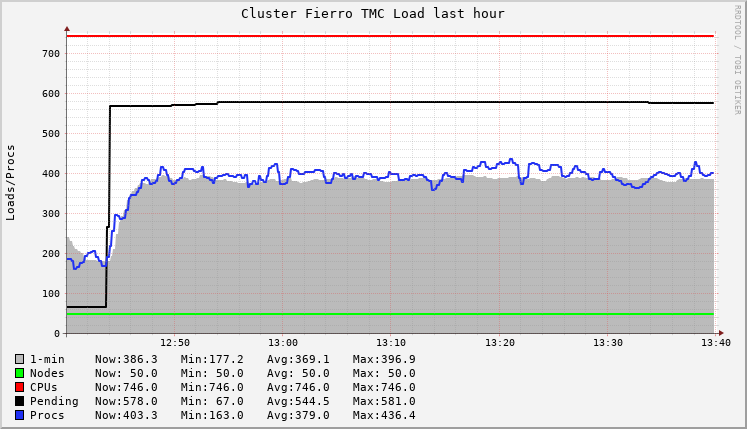 Cluster Fierro TMC Load last hour
RRDTOOL / TOBI OETIKER
Loads/Procs
700
600
500
400
300
200
100
0
12:50 13:00 13:10 13:20 13:30 13:40
1-min Now:386.3 Min:177.2 Avg:369.1 Max:396.9
Nodes Now: 50.0 Min: 50.0 Avg: 50.0 Max: 50.0
CPUs Now:746.0 Min:746.0 Avg:746.0 Max:746.0
Pending Now:578.0 Min: 67.0 Avg:544.5 Max:581.0
Procs Now:403.3 Min:163.0 Avg:379.0 Max:436.4